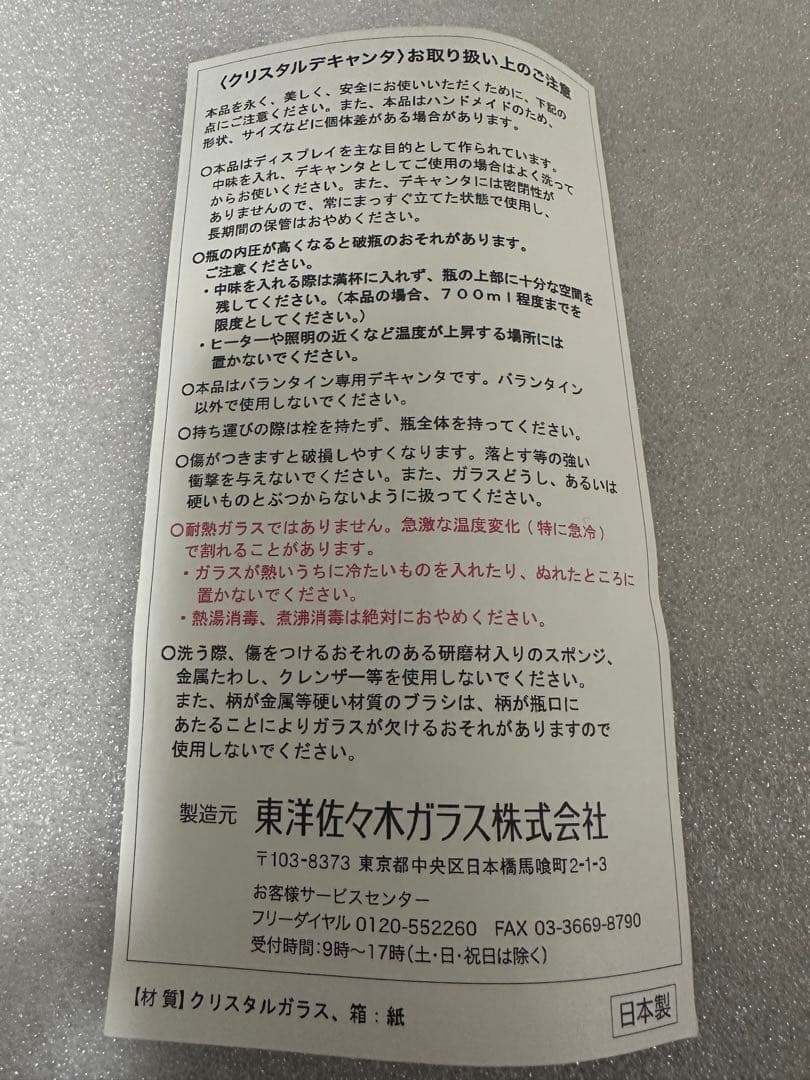 〈クリスタルデキャンタ〉お取り扱い上のご注意
本品を永く、美しく、安全にお使いいただくために、下記の
点にご注意ください。また、本品はハンドメイドのため、
形状、サイズなどに個体差がある場合があります。
○本品はディスプレイを主な目的として作られています。
中味を入れ、デキャンタとしてご使用の場合はよく洗って
からお使いください。また、デキャンタには密閉性が
ありませんので、常にまっすぐ立てた状態で使用し、
長期間の保管はおやめください。
○瓶の内圧が高くなると破瓶のおそれがあります。
ご注意ください。
・中味を入れる際は満杯に入れず、瓶の上部に十分な空間を
残してください。(本品の場合、700ml程度までを
限度としてください。)
・ヒーターや照明の近くなど温度が上昇する場所には
置かないでください。
○本品はバランタイン専用デキャンタです。バランタイン
以外で使用しないでください。
○持ち運びの際は栓を持たず、瓶全体を持ってください。
○傷がつきますと破損しやすくなります。落とす等の強い
衝撃を与えないでください。また、ガラスどうし、あるいは
硬いものとぶつからないように扱ってください。
○耐熱ガラスではありません。急激な温度変化(特に急冷)
で割れることがあります。
・ガラスが熱いうちに冷たいものを入れたり、ぬれたところに
置かないでください。
・熱湯消毒、煮沸消毒は絶対におやめください。
○洗う際、傷をつけるおそれのある研磨材入りのスポンジ、
金属たわし、クレンザー等を使用しないでください。
また、柄が金属等硬い材質のブラシは、柄が瓶口に
あたることによりガラスが欠けるおそれがありますので
使用しないでください。
製造元 東洋佐々木ガラス株式会社
〒103-8373 東京都中央区日本橋馬喰町2-1-3
お客様サービスセンター
フリーダイヤル 0120-552260 FAX 03-3669-8790
受付時間:9時〜17時(土・日・祝日は除く)
【材 質】クリスタルガラス、箱:紙
日本製